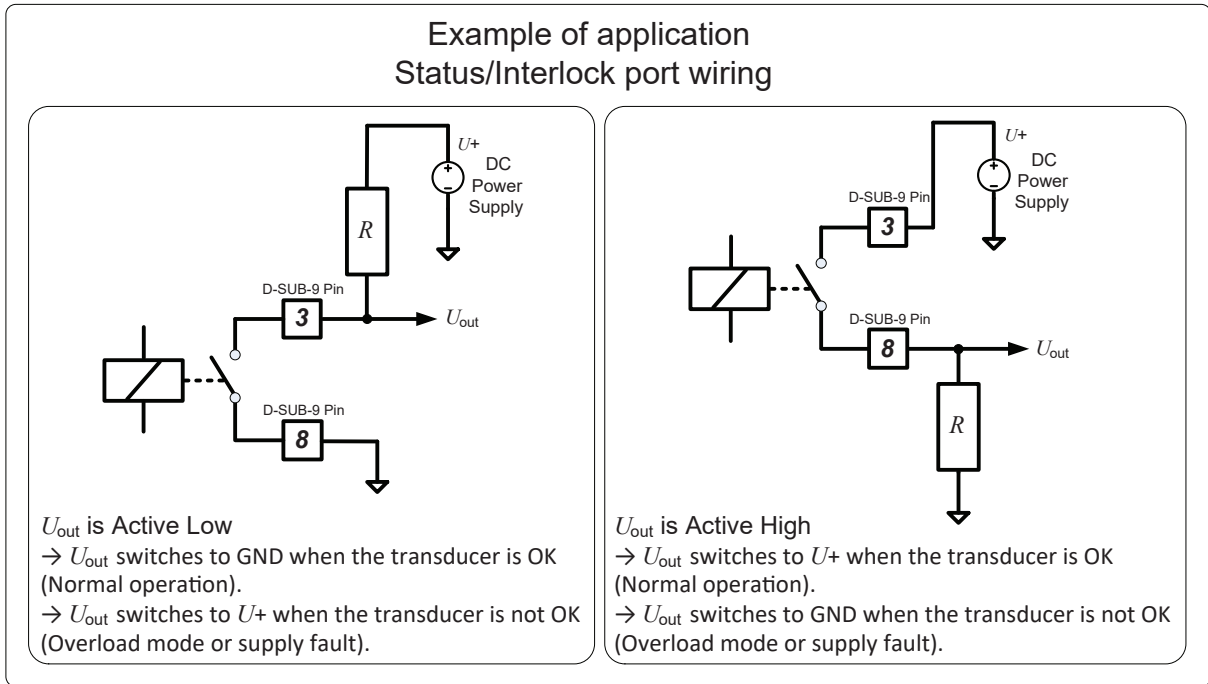 Example of application
Status/Interlock port wiring
U+
DC
Power
Supply
R
D-SUB-9 Pin
3
Uout
D-SUB-9 Pin
8
Uout is Active Low
→ Uout switches to GND when the transducer is OK
(Normal operation).
→ Uout switches to U+ when the transducer is not OK
(Overload mode or supply fault).
U+
DC
Power
Supply
D-SUB-9 Pin
3
D-SUB-9 Pin
8
Uout
R
Uout is Active High
→ Uout switches to U+ when the transducer is OK
(Normal operation).
→ Uout switches to GND when the transducer is not OK
(Overload mode or supply fault).